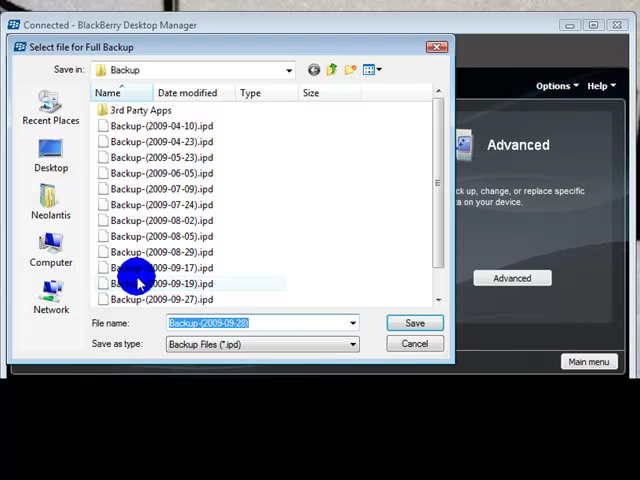 Connected - BlackBerry Desktop Manager
Select file for Full Backup
Save in: Backup
Options Help
Name Date modified Type Size
Recent Places
Desktop
Neolantis
Computer
Network
3rd Party Apps
Backup-(2009-04-10).ipd
Backup-(2009-04-23).ipd
Backup-(2009-05-23).ipd
Backup-(2009-06-05).ipd
Backup-(2009-07-09).ipd
Backup-(2009-07-24).ipd
Backup-(2009-08-02).ipd
Backup-(2009-08-05).ipd
Backup-(2009-08-29).ipd
Backup-(2009-09-17).ipd
Backup-(2009-09-19).ipd
Backup-(2009-09-27).ipd
File name: Backup-(2009-09-28) Save
Save as type: Backup Files (*.ipd) Cancel
Advanced
ck up, change, or replace specific
ta on your device.
Advanced
Main menu